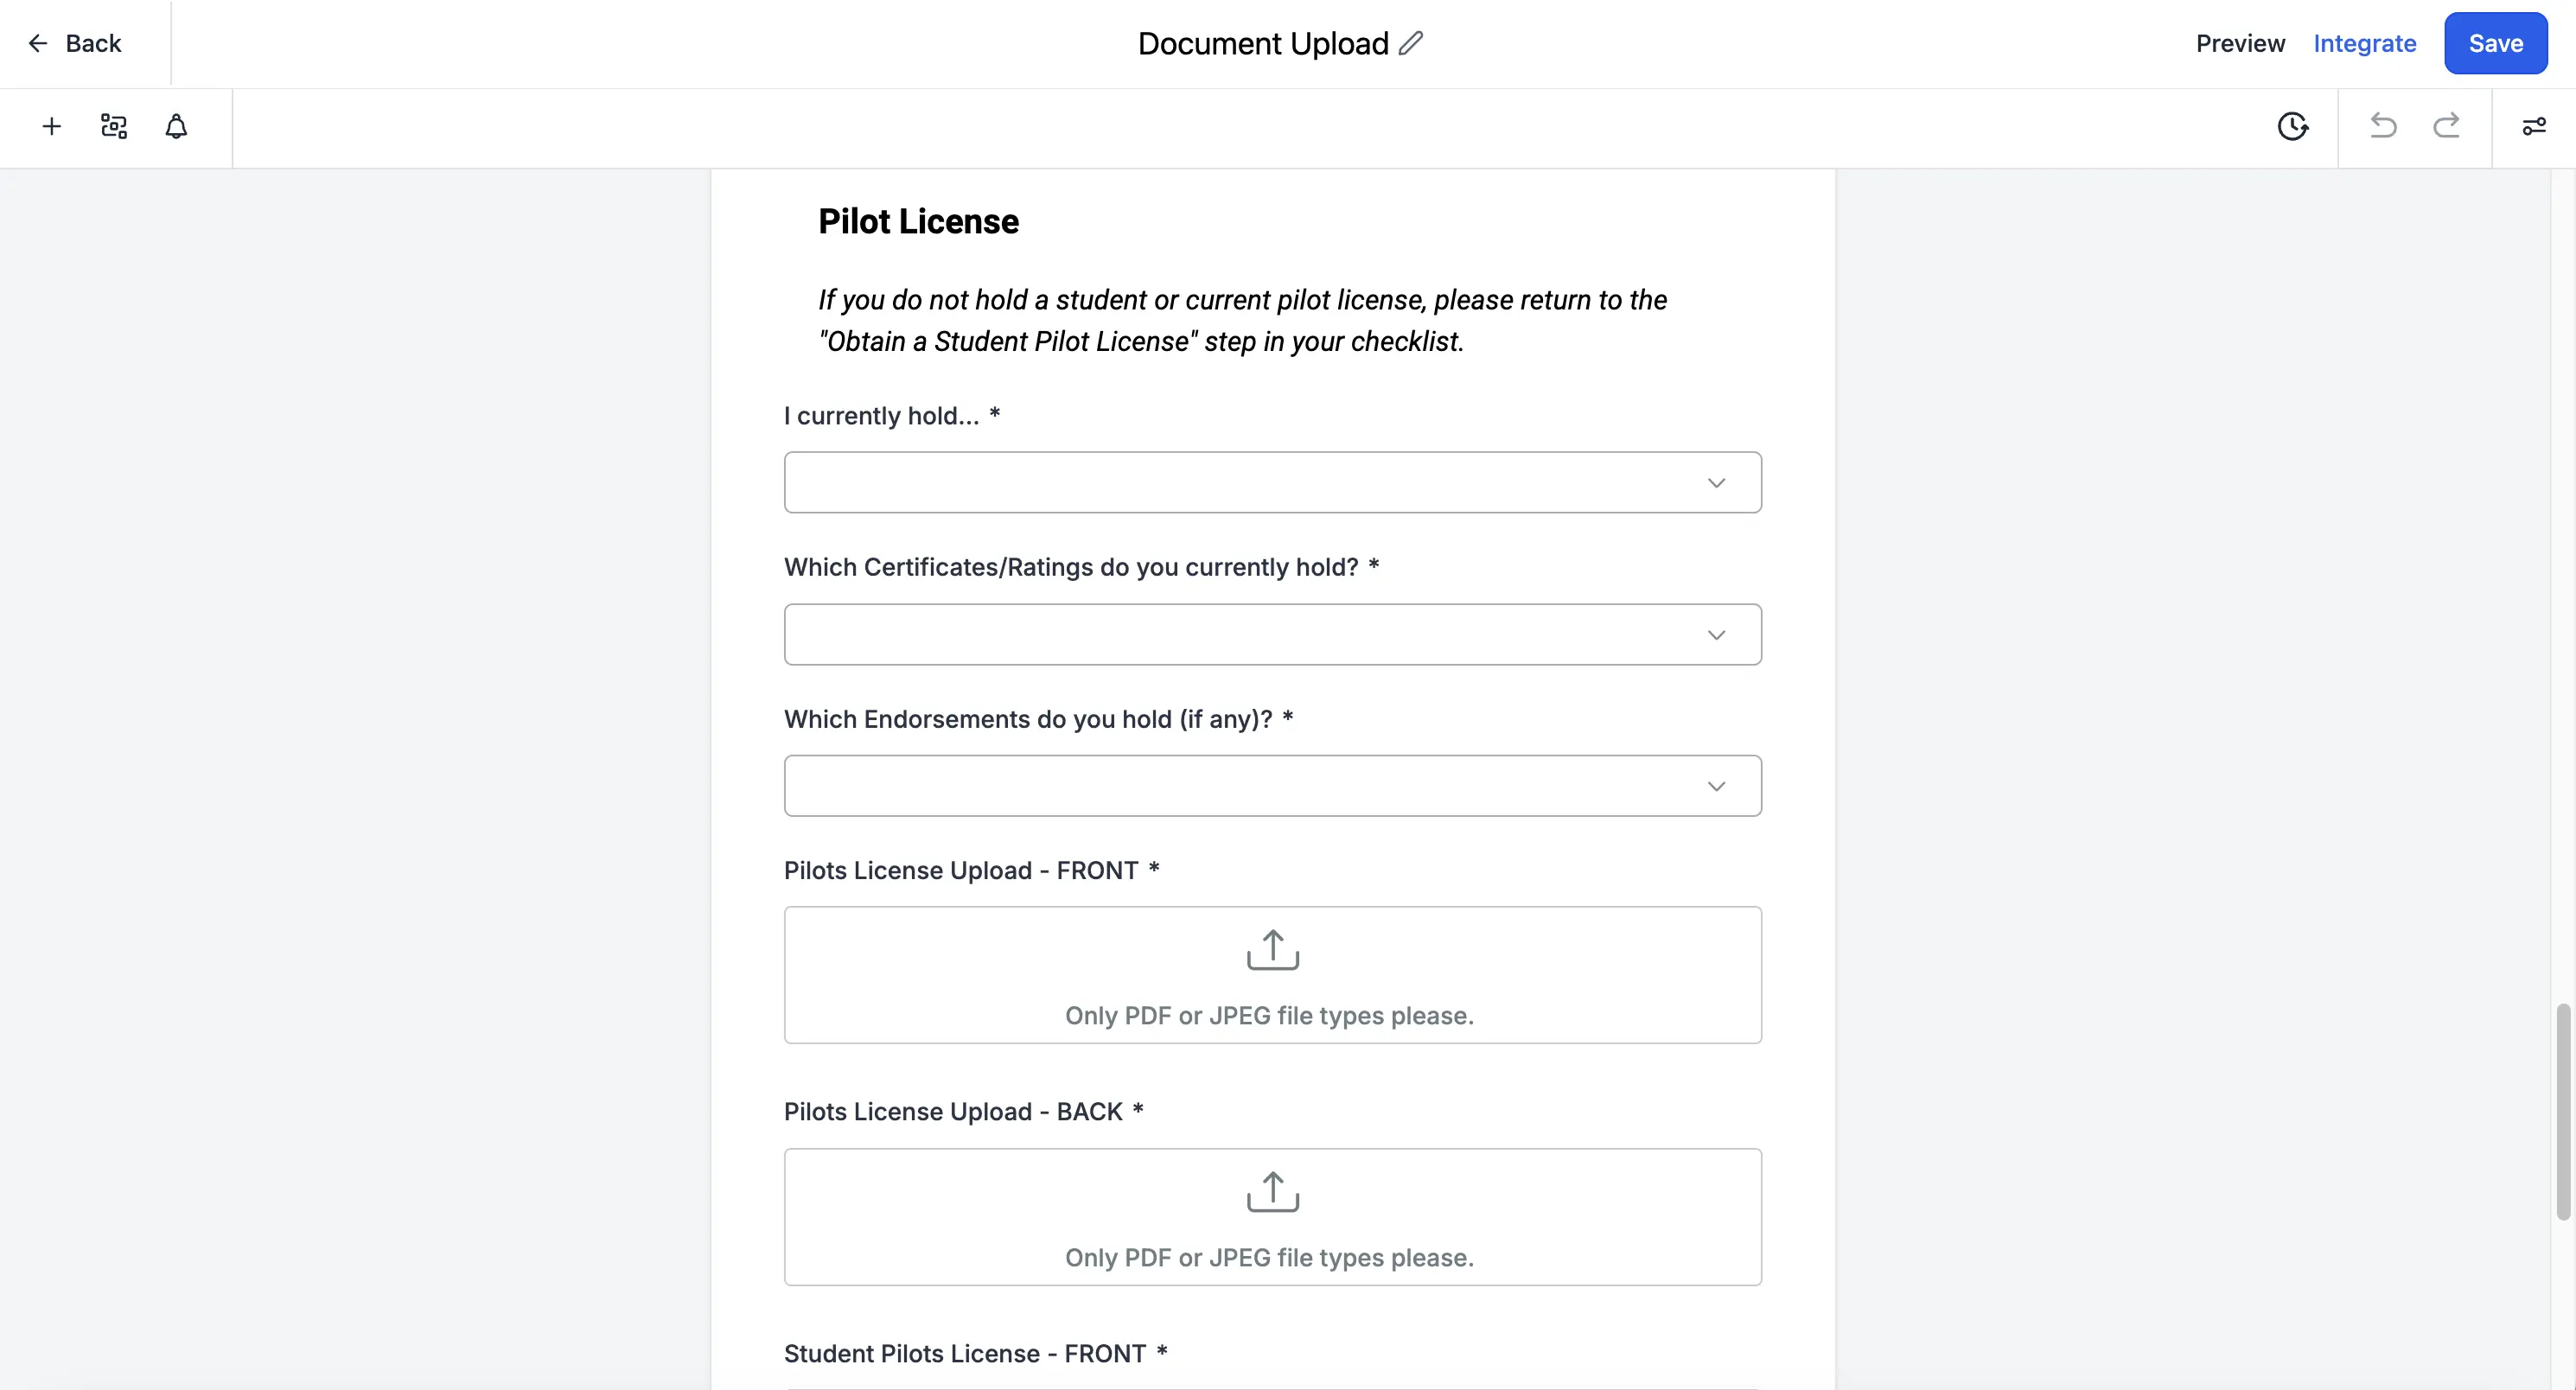 Back
Document Upload
Preview
Integrate
Save
Pilot License
If you do not hold a student or current pilot license, please return to the
"Obtain a Student Pilot License" step in your checklist.
I currently hold... *
Which Certificates/Ratings do you currently hold? *
Which Endorsements do you hold (if any)? *
Pilots License Upload - FRONT *
Only PDF or JPEG file types please.
Pilots License Upload - BACK *
Only PDF or JPEG file types please.
Student Pilots License - FRONT *